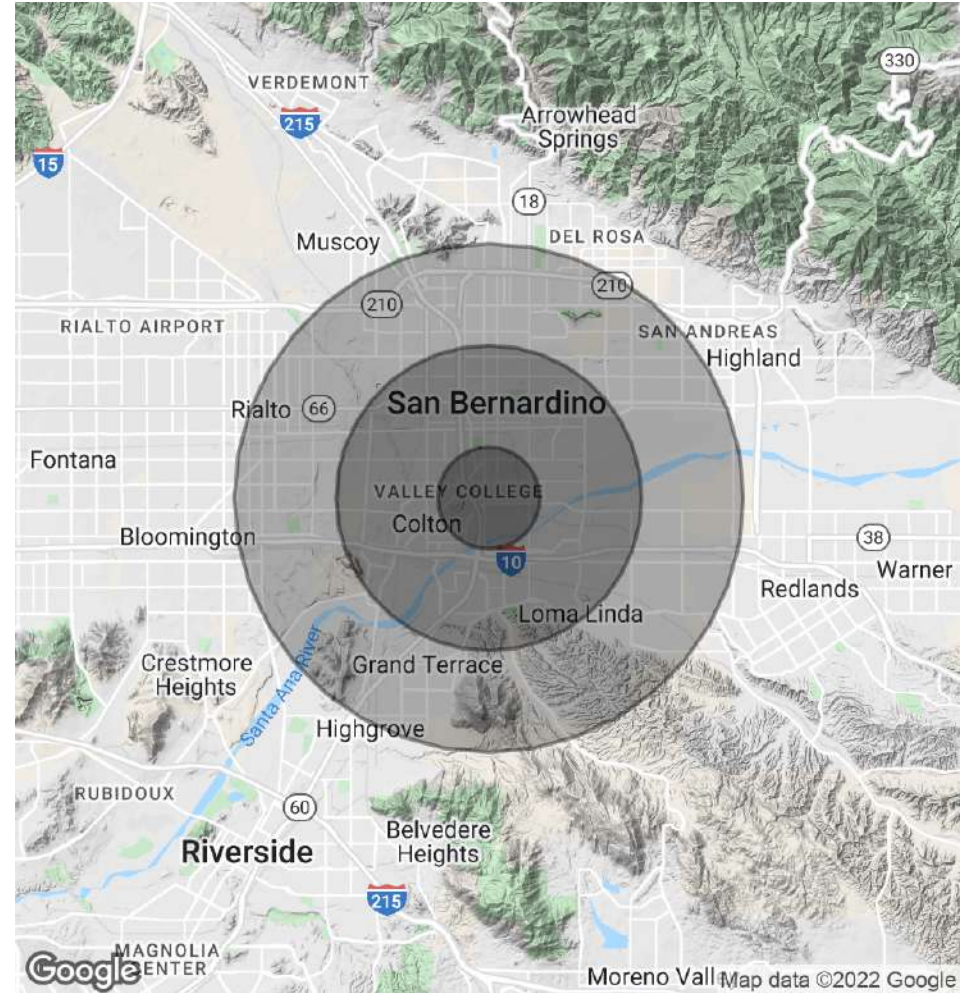 330
VERDEMONT
215
Arrowhead
Springs
15
18
Muscoy
DEL ROSA
210
210
RIALTO AIRPORT
SAN ANDREAS
Highland
San Bernardino
Rialto
66
Fontana
VALLEY COLLEGE
Colton
Bloomington
38
10
Warner
Redlands
Loma Linda
Crestmore
Heights
Grand Terrace
Santa Ana River
Highgrove
RUBIDOUX
60
Belvedere
Heights
Riverside
215
MAGNOLIA
CENTER
Google
Moreno Vall
Map data ©2022 Google